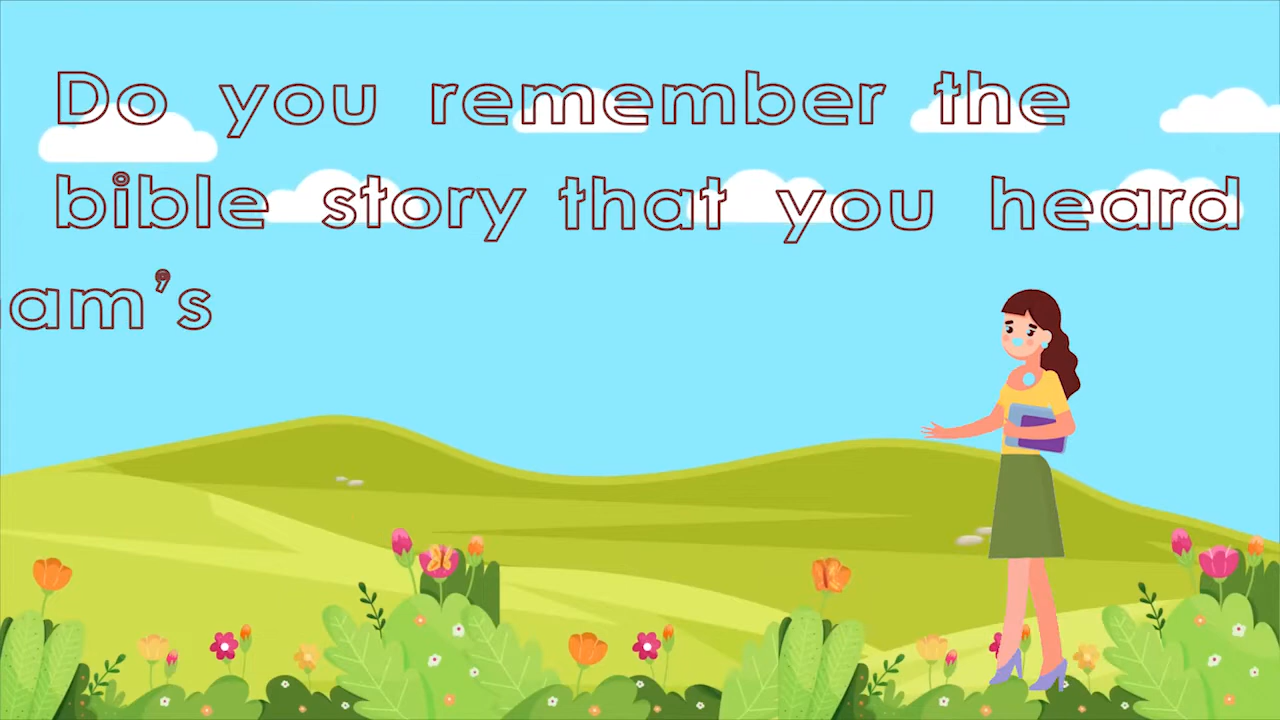 Do you remember the
bible story that you heard
am’s